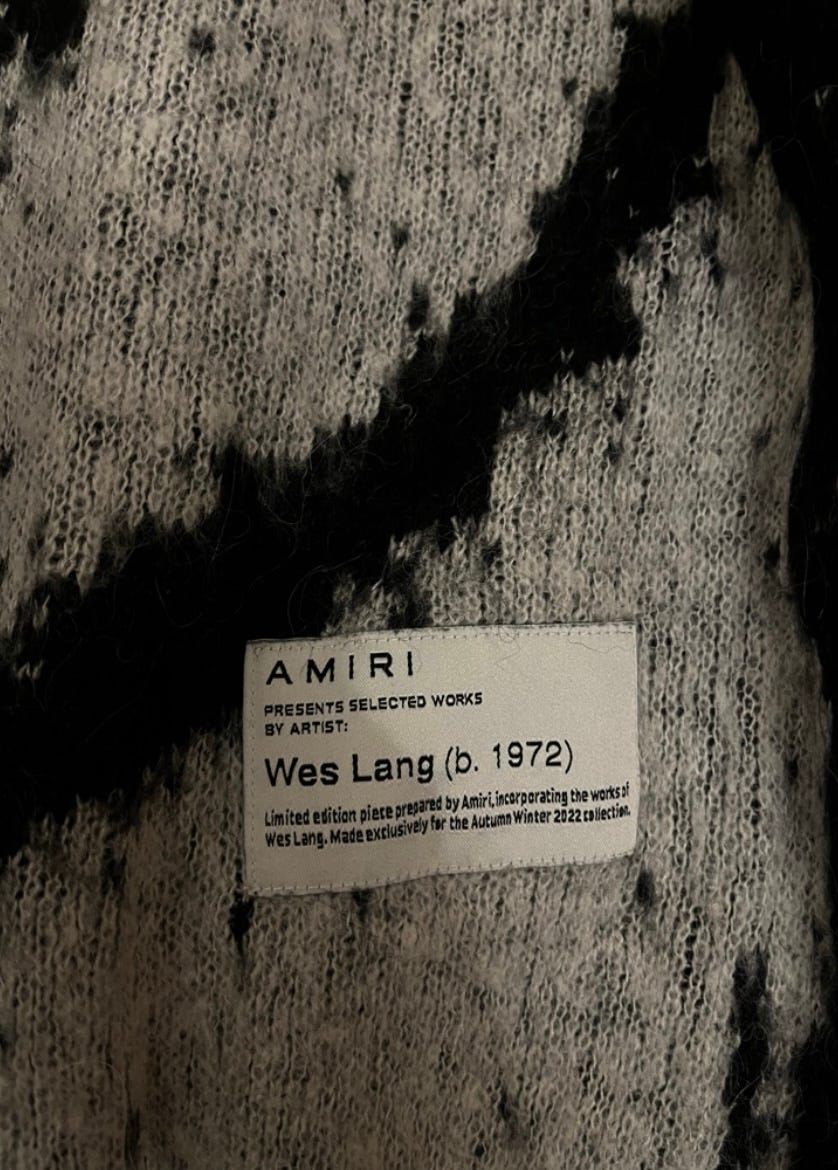 AMIRI
PRESENTS SELECTED WORKS
BY ARTIST:
Wes Lang (b. 1972)
Limited edition piece prepared by Amiri, incorporating the works of
Wes Lang. Made exclusively for the Autumn Winter 2022 collection.